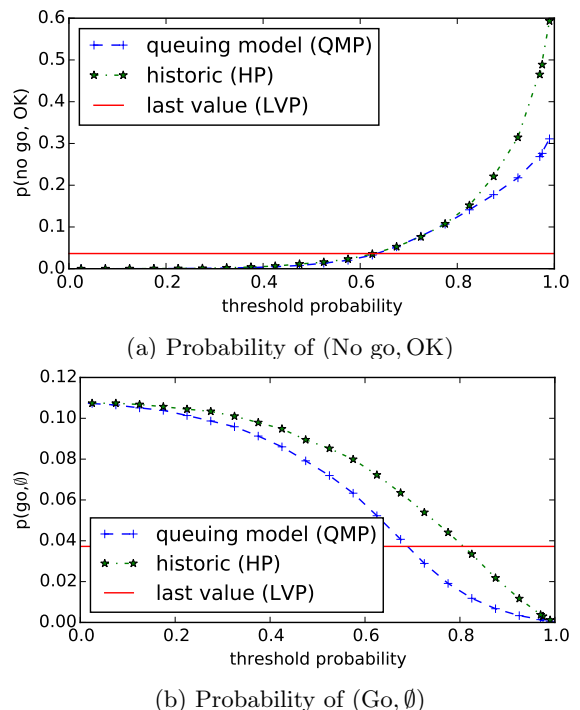 0.6
0.5
0.4
0.3
0.2
0.1
0.0
p(no go, OK)
queuing model (QMP)
historic (HP)
last value (LVP)
0.0 0.2 0.4 0.6 0.8 1.0
threshold probability
(a) Probability of (No go, OK)
0.12
0.10
0.08
0.06
0.04
0.02
0.00
p(go,∅)
queuing model (QMP)
historic (HP)
last value (LVP)
0.0 0.2 0.4 0.6 0.8 1.0
threshold probability
(b) Probability of (Go, ∅)